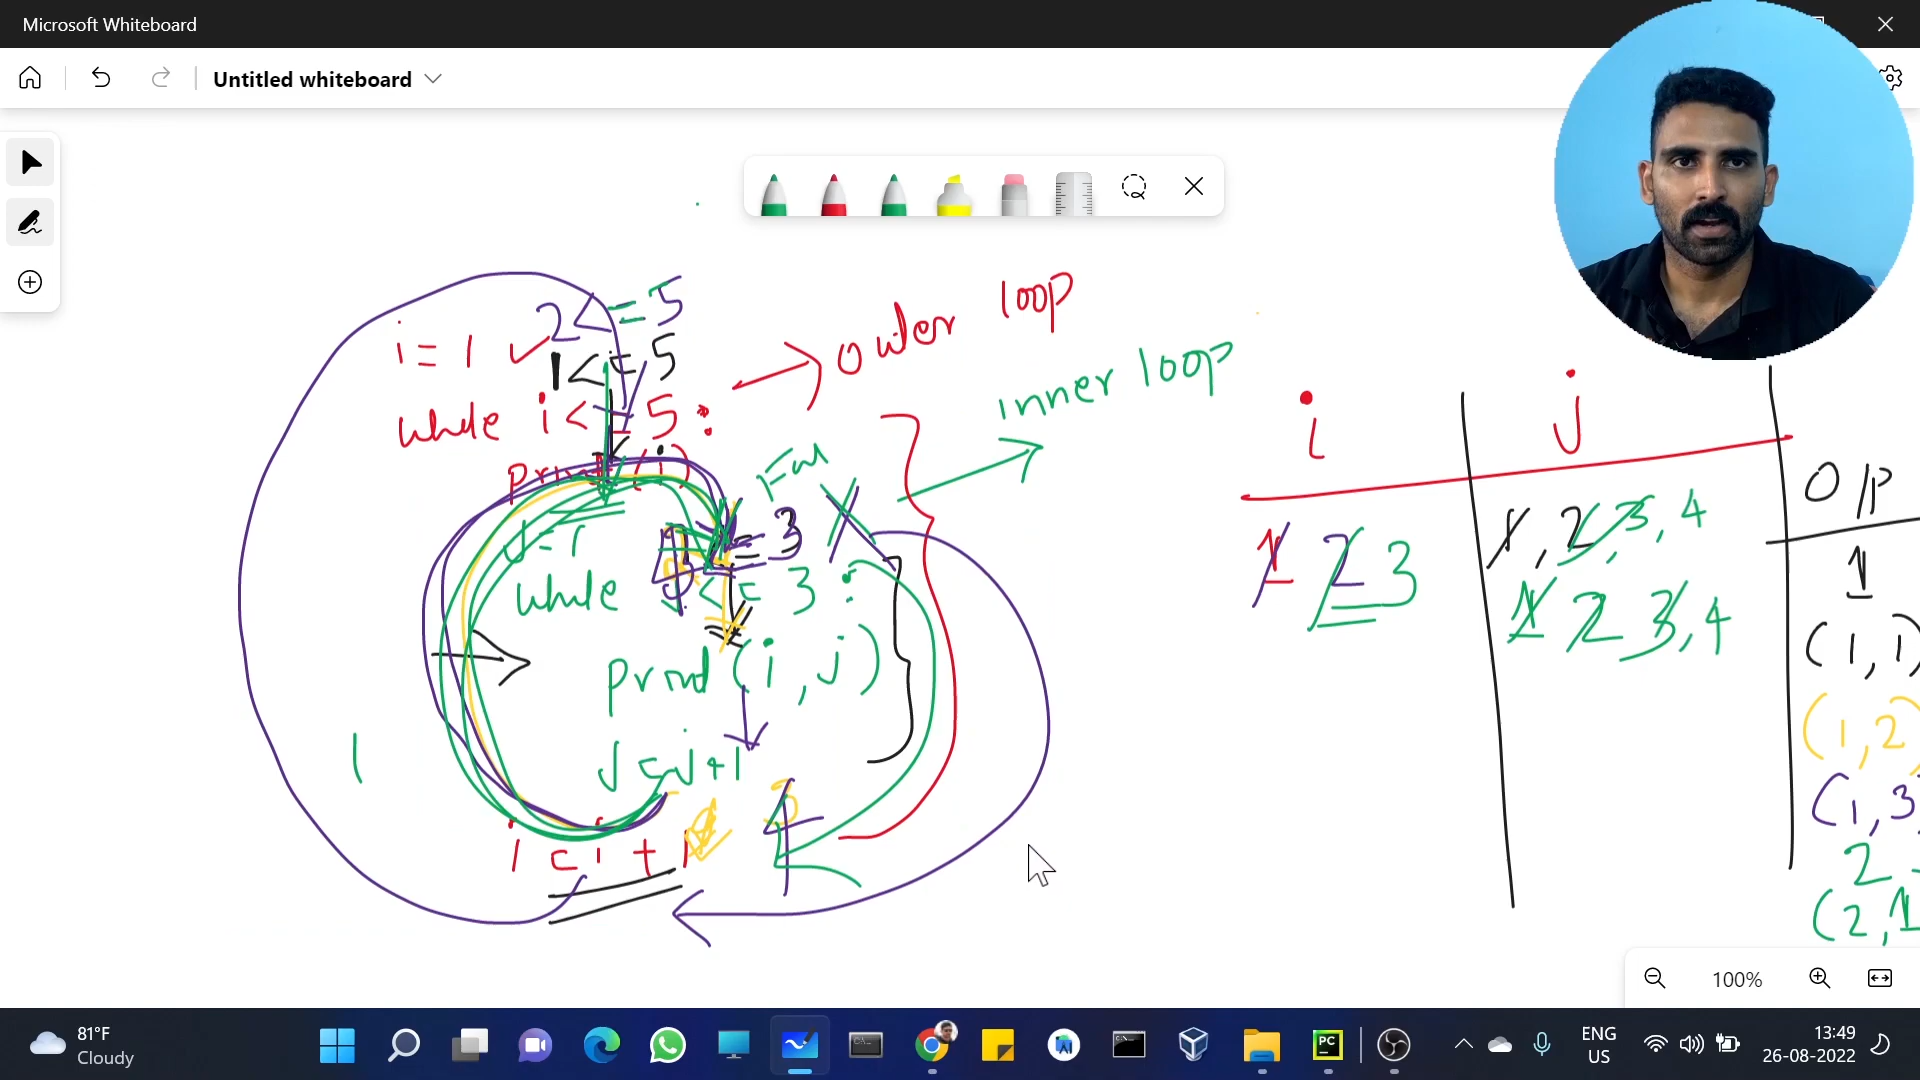 Microsoft Whiteboard
Untitled whiteboard
2 <= 5
i = 1
1 <= 5
outer loop
while i <= 5 :
inner loop
print (i)
i
j
o/p
= 3
j = 1
1 2 3
1, 2, 3, 4
1
while j <= 3 :
1 2 3, 4
(1, 1)
print (i, j)
(1, 2)
j = j + 1
(1, 3
i = i + 1
2
(2, 1
100%
81°F
Cloudy
ENG
US
13:49
26-08-2022
PC